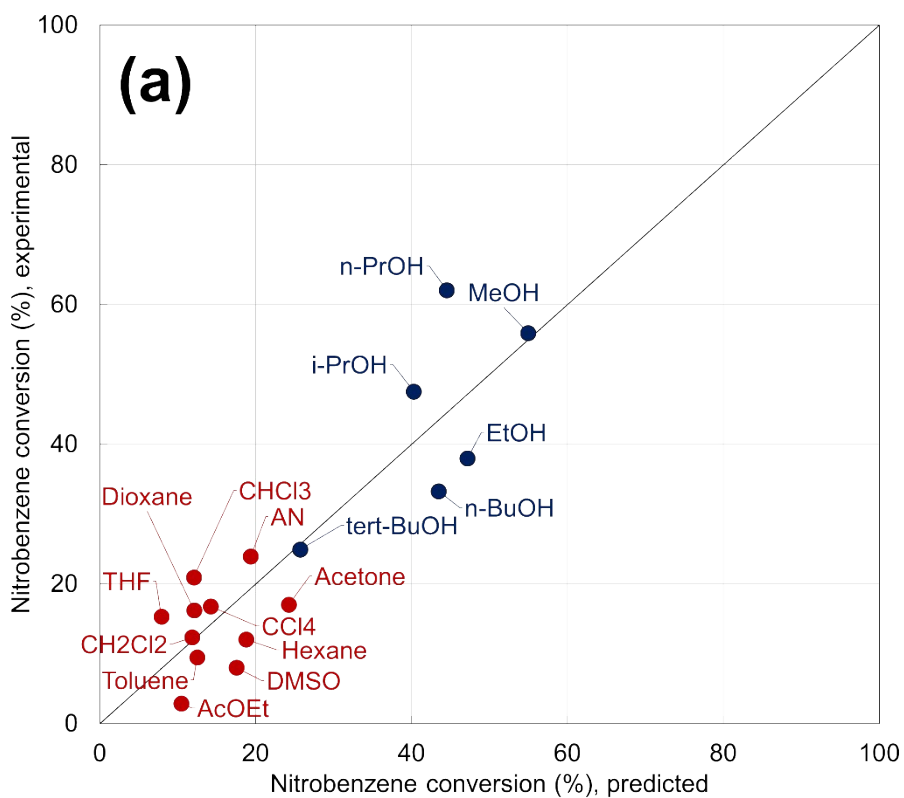 (a)
Nitrobenzene conversion (%), experimental
100
80
60
40
20
0
n-PrOH
MeOH
i-PrOH
EtOH
n-BuOH
tert-BuOH
CHCl3
Dioxane
AN
THF
Acetone
CCl4
CH2Cl2
Hexane
Toluene
DMSO
AcOEt
0
20
40
60
80
100
Nitrobenzene conversion (%), predicted